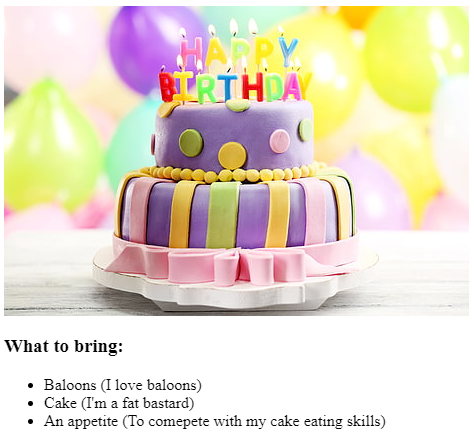 HAPPY
BIRTHDAY
What to bring:
Baloons (I love baloons)
Cake (I'm a fat bastard)
An appetite (To comepete with my cake eating skills)